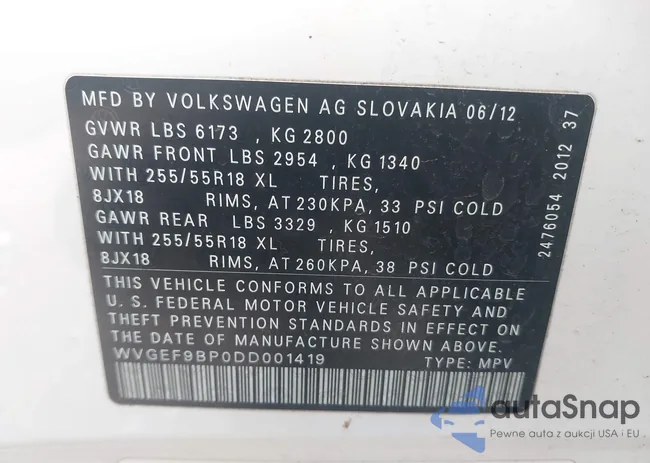 MFD BY VOLKSWAGEN AG SLOVAKIA 06/12
GVWR LBS 6173 , KG 2800
GAWR FRONT LBS 2954 , KG 1340
WITH 255/55R18 XL TIRES,
8JX18 RIMS, AT 230KPA, 33 PSI COLD
GAWR REAR LBS 3329 , KG 1510
WITH 255/55R18 XL TIRES,
8JX18 RIMS, AT 260KPA, 38 PSI COLD
THIS VEHICLE CONFORMS TO ALL APPLICABLE
U. S. FEDERAL MOTOR VEHICLE SAFETY AND
THEFT PREVENTION STANDARDS IN EFFECT ON
THE DATE OF MANUFACTURE SHOWN ABOVE.
WVGEF9BP0DD001419 TYPE: MPV
2476054 2012 37
autaSnap
Pewne auta z aukcji USA i EU